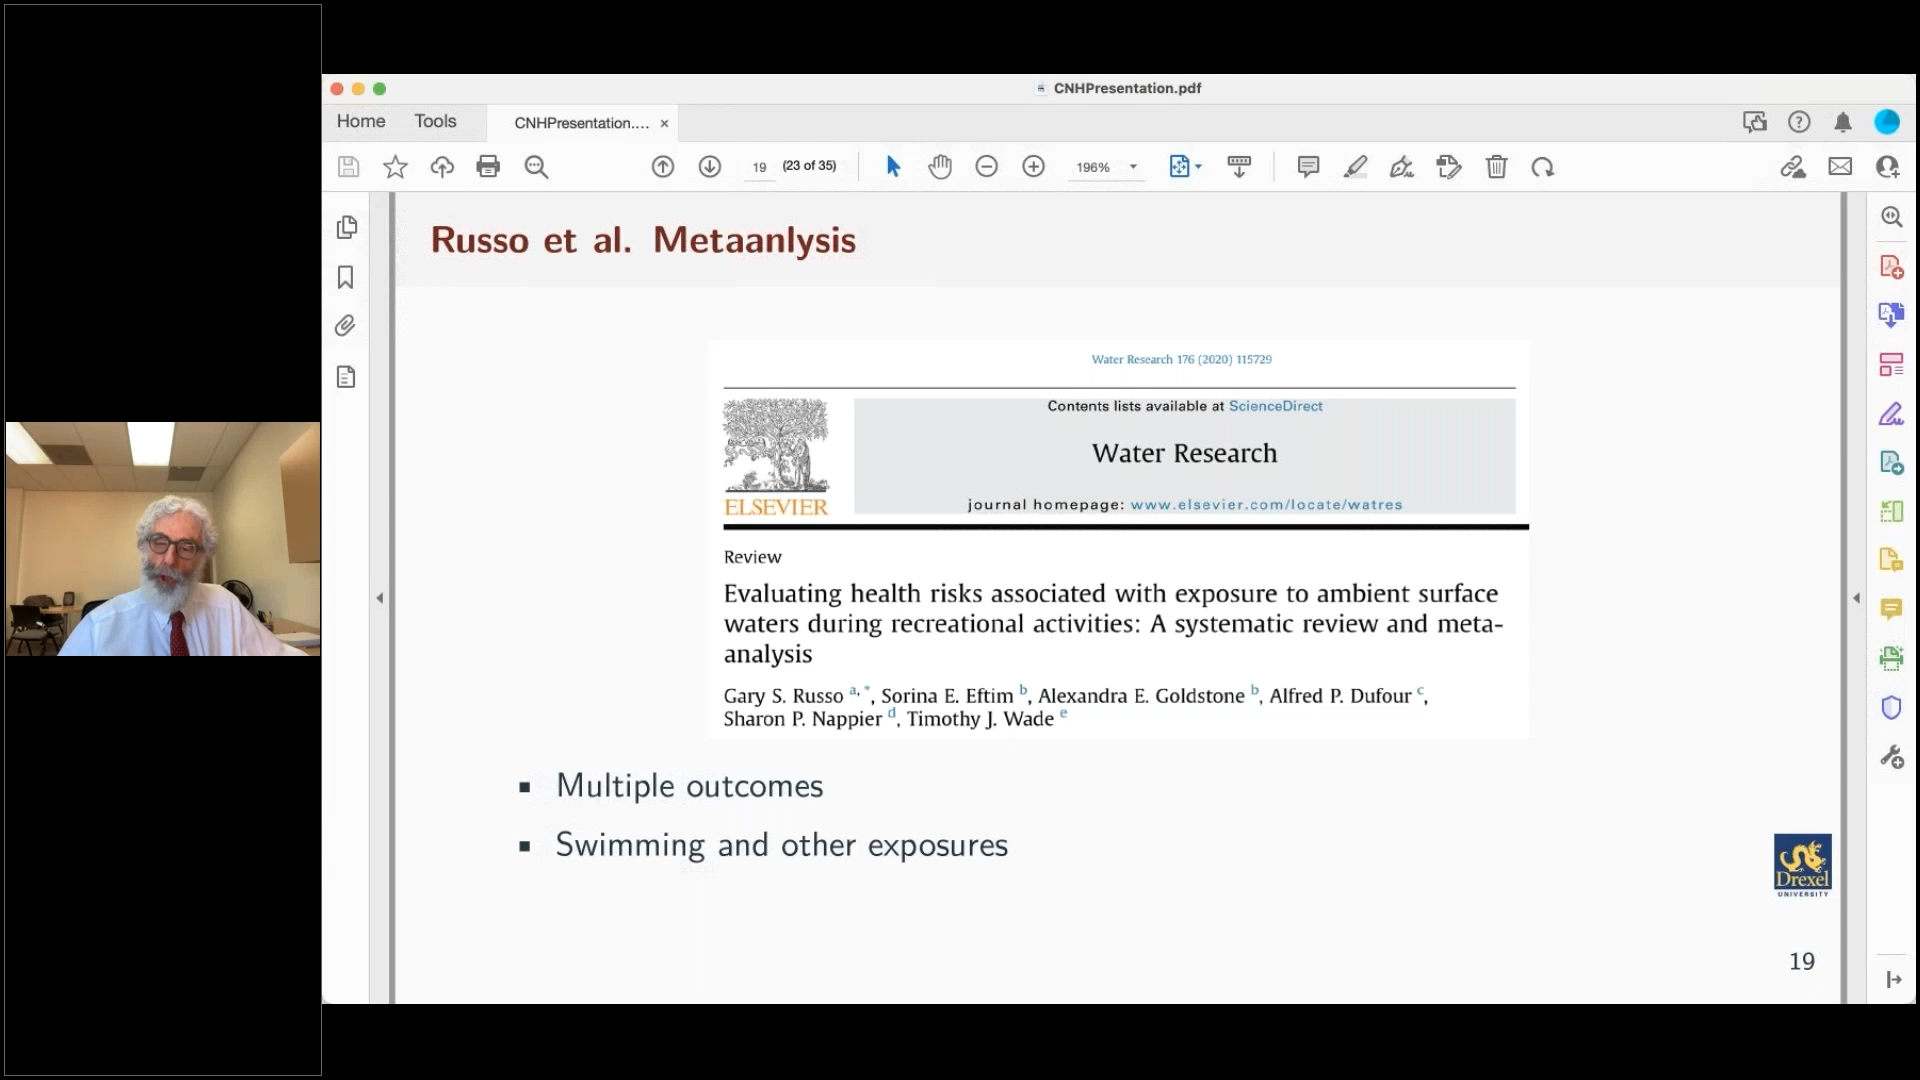 CNHPresentation.pdf
Home
Tools
CNHPresentation.... ×
19 (23 of 35)
196%
Russo et al. Metaanlysis
Water Research 176 (2020) 115729
Contents lists available at ScienceDirect
Water Research
journal homepage: www.elsevier.com/locate/watres
ELSEVIER
Review
Evaluating health risks associated with exposure to ambient surface
waters during recreational activities: A systematic review and meta-
analysis
Gary S. Russo a, *, Sorina E. Eftim b, Alexandra E. Goldstone b, Alfred P. Dufour c,
Sharon P. Nappier d, Timothy J. Wade e
▪ Multiple outcomes
▪ Swimming and other exposures
Drexel
UNIVERSITY
19